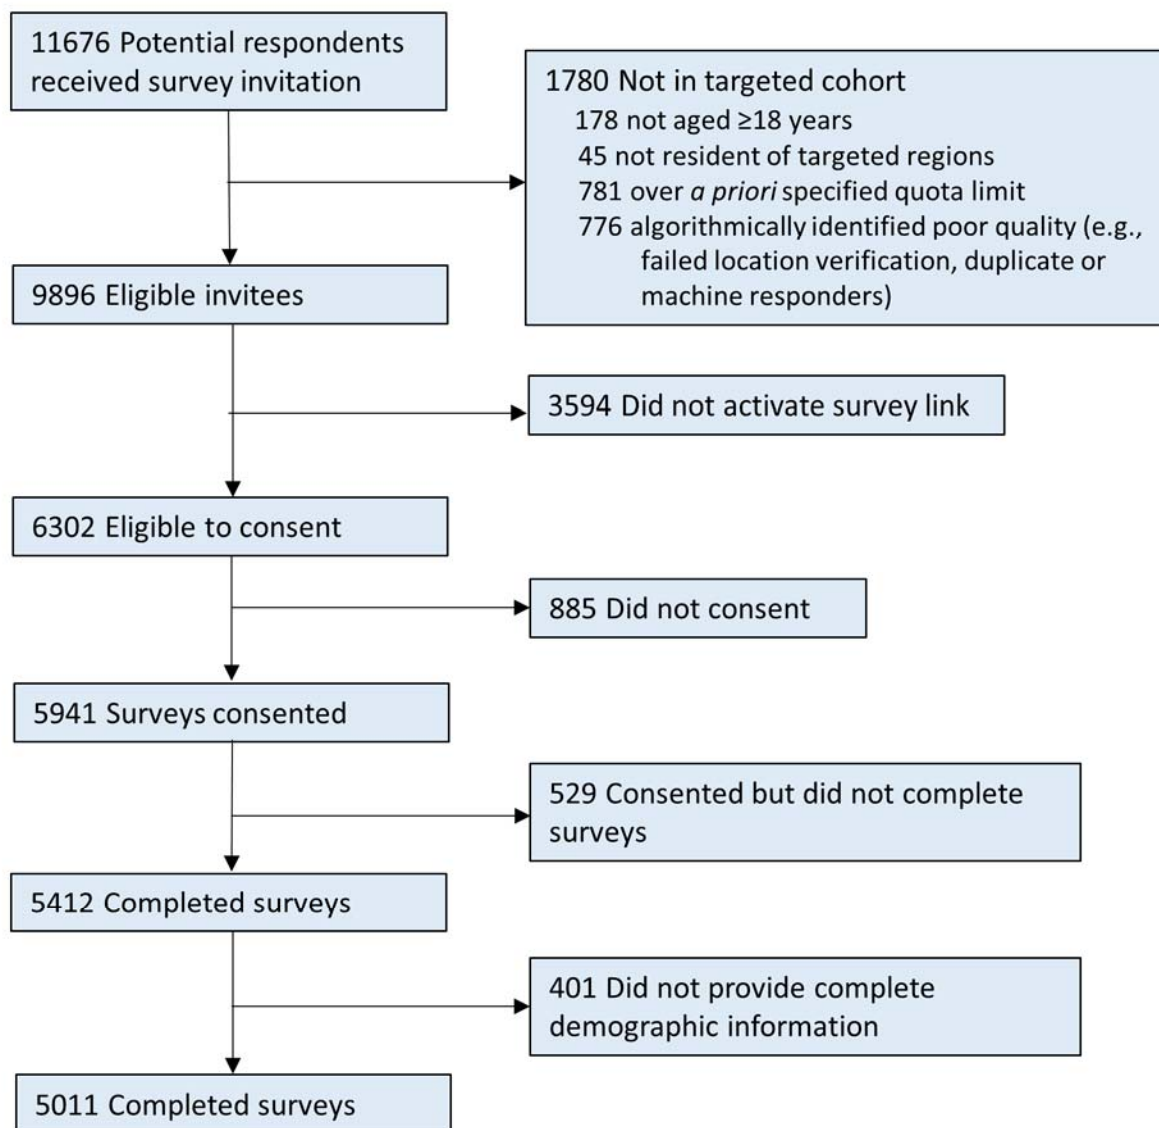 11676 Potential respondents
received survey invitation
1780 Not in targeted cohort
178 not aged ≥18 years
45 not resident of targeted regions
781 over a priori specified quota limit
776 algorithmically identified poor quality (e.g.,
failed location verification, duplicate or
machine responders)
9896 Eligible invitees
3594 Did not activate survey link
6302 Eligible to consent
885 Did not consent
5941 Surveys consented
529 Consented but did not complete
surveys
5412 Completed surveys
401 Did not provide complete
demographic information
5011 Completed surveys